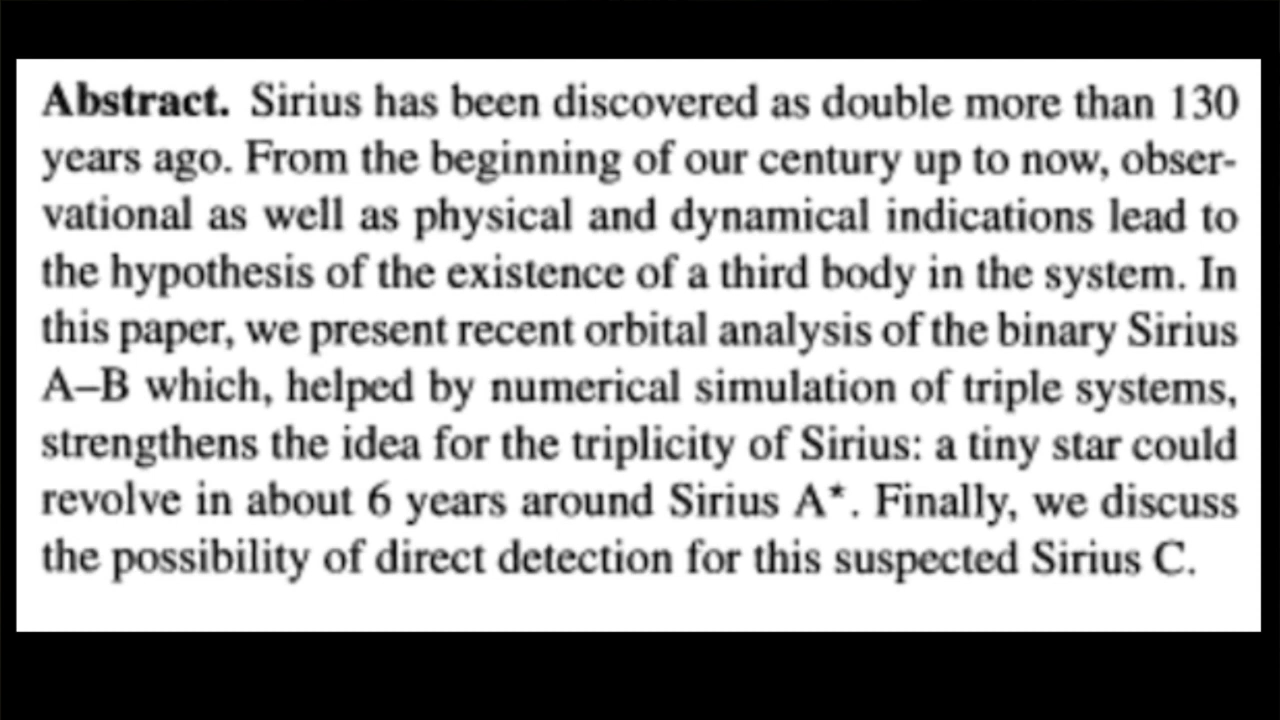 Abstract. Sirius has been discovered as double more than 130
years ago. From the beginning of our century up to now, obser-
vational as well as physical and dynamical indications lead to
the hypothesis of the existence of a third body in the system. In
this paper, we present recent orbital analysis of the binary Sirius
A–B which, helped by numerical simulation of triple systems,
strengthens the idea for the triplicity of Sirius: a tiny star could
revolve in about 6 years around Sirius A*. Finally, we discuss
the possibility of direct detection for this suspected Sirius C.